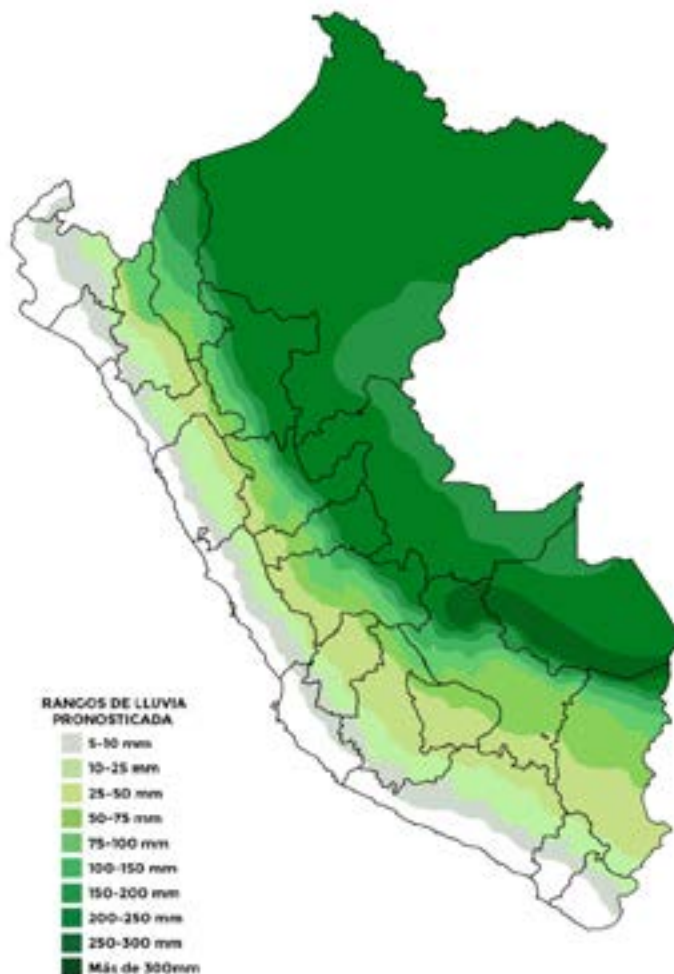 RANGOS DE LLUVIA
PRONOSTICADA
5-10 mm
10-25 mm
25-50 mm
50-75 mm
75-100 mm
100-150 mm
150-200 mm
200-250 mm
250-300 mm
Más de 300mm